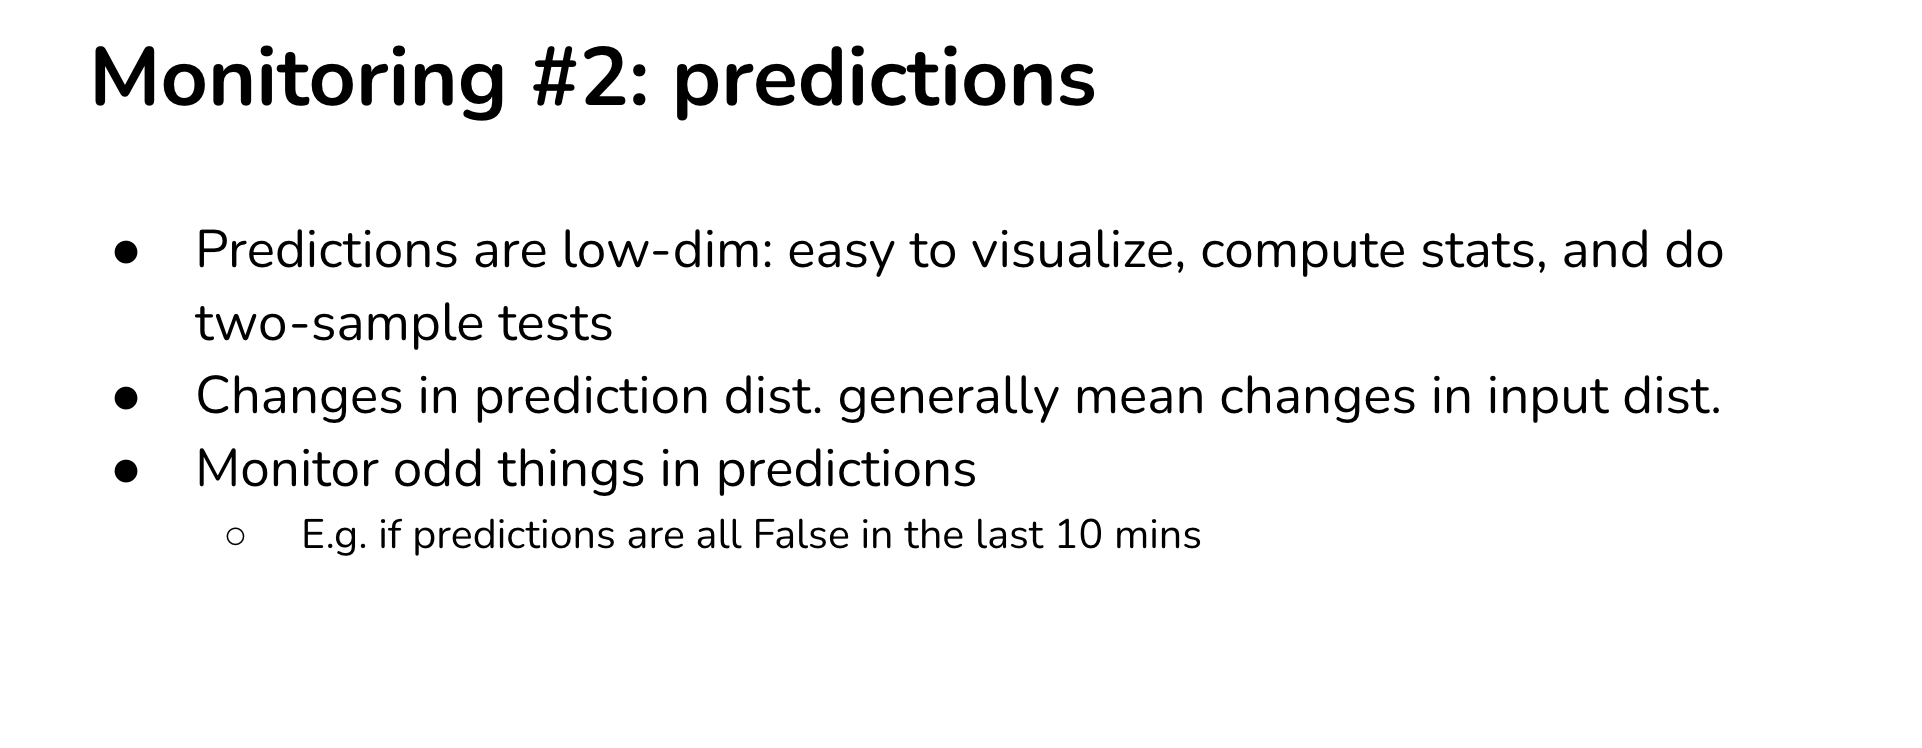 Monitoring #2: predictions
● Predictions are low-dim: easy to visualize, compute stats, and do
two-sample tests
● Changes in prediction dist. generally mean changes in input dist.
● Monitor odd things in predictions
○ E.g. if predictions are all False in the last 10 mins